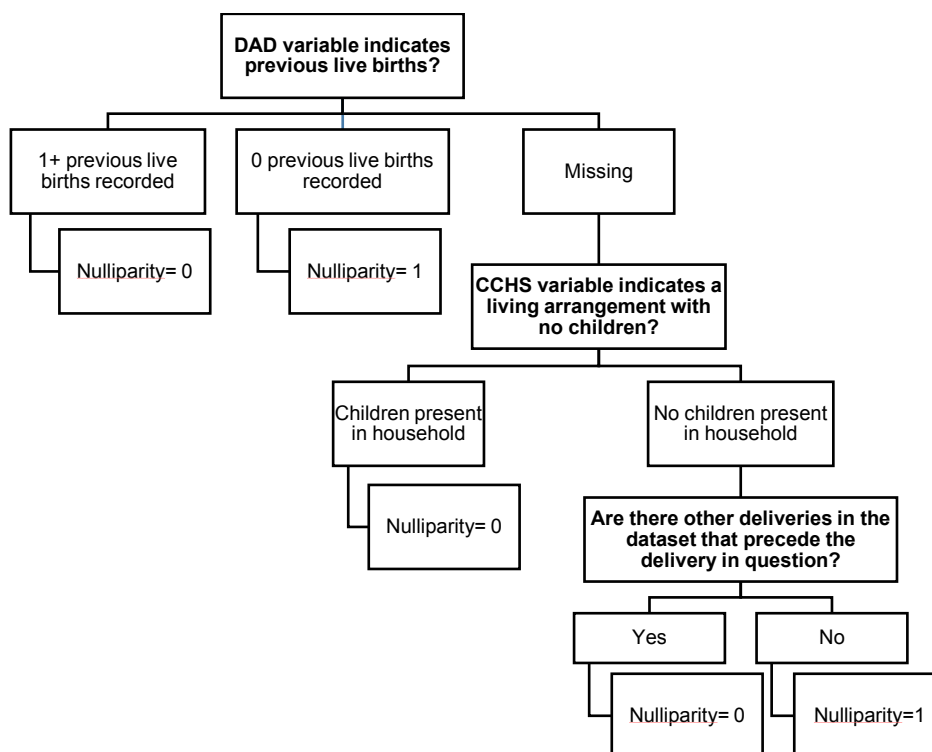 DAD variable indicates
previous live births?
1+ previous live
births recorded
0 previous live births
recorded
Missing
Nulliparity= 0
Nulliparity= 1
CCHS variable indicates a
living arrangement with
no children?
Children present
in household
No children present
in household
Nulliparity= 0
Are there other deliveries in the
dataset that precede the
delivery in question?
Yes
No
Nulliparity= 0
Nulliparity=1